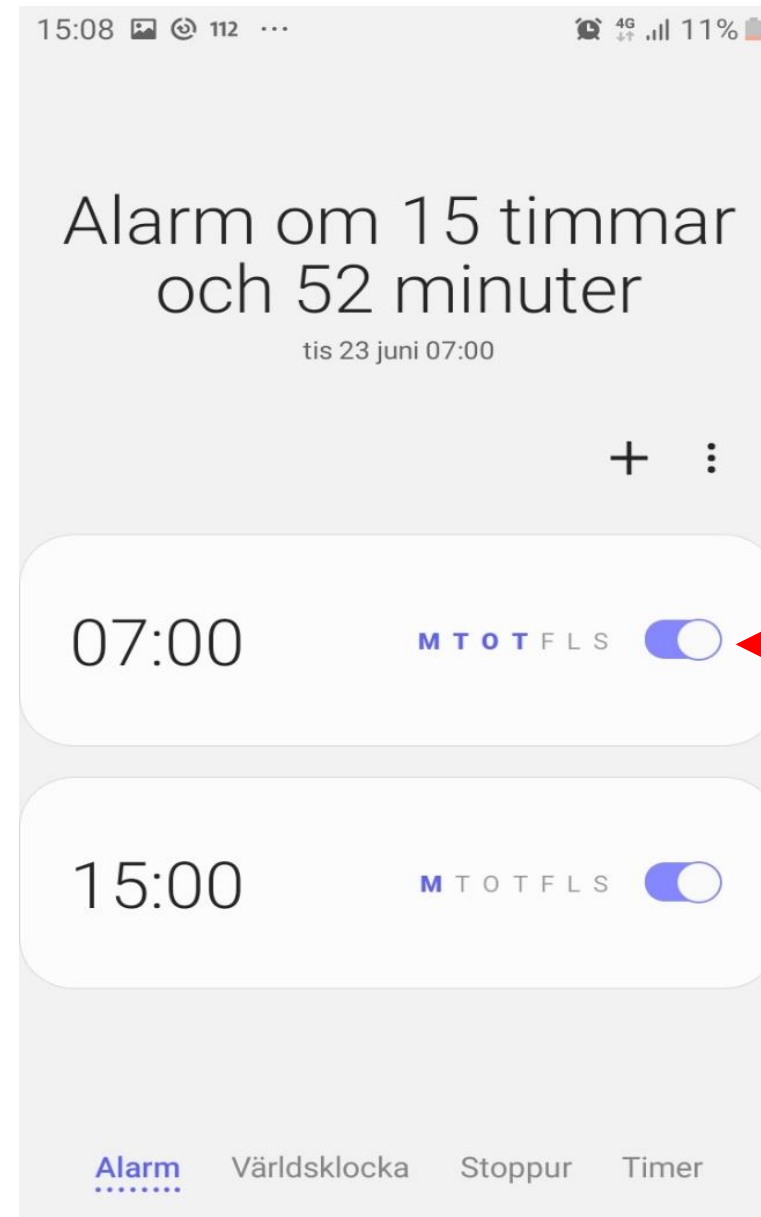 15:08 112 ... 4G 11%
Alarm om 15 timmar
och 52 minuter
tis 23 juni 07:00
07:00 M T O T F L S
15:00 M T O T F L S
Alarm Världsklocka Stoppur Timer